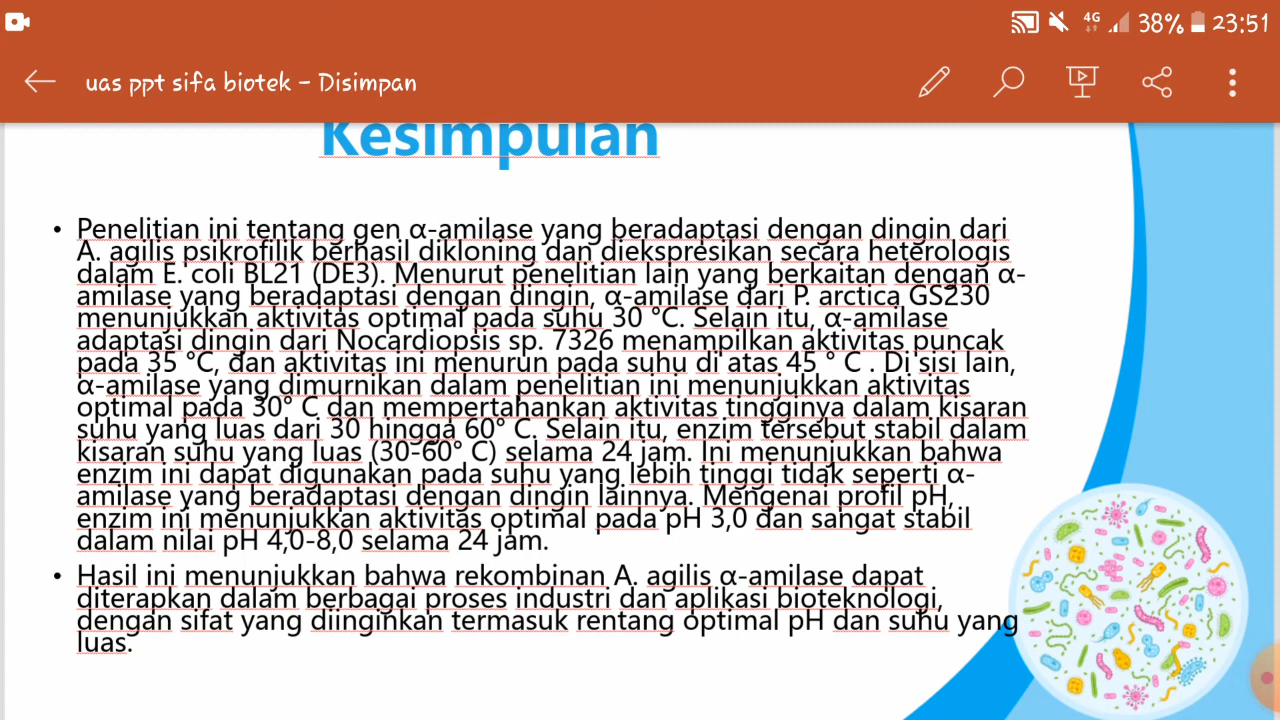 4G 38% 23:51
uas ppt sifa biotek – Disimpan
Kesimpulan
• Penelitian ini tentang gen α-amilase yang beradaptasi dengan dingin dari
A. agilis psikrofilik berhasil dikloning dan diekspresikan secara heterologis
dalam E. coli BL21 (DE3). Menurut penelitian lain yang berkaitan dengan α-
amilase yang beradaptasi dengan dingin, α-amilase dari P. arctica GS230
menunjukkan aktivitas optimal pada suhu 30 °C. Selain itu, α-amilase
adaptasi dingin dari Nocardiopsis sp. 7326 menampilkan aktivitas puncak
pada 35 °C, dan aktivitas ini menurun pada suhu di atas 45 ° C . Di sisi lain,
α-amilase yang dimurnikan dalam penelitian ini menunjukkan aktivitas
optimal pada 30° C dan mempertahankan aktivitas tingginya dalam kisaran
suhu yang luas dari 30 hingga 60° C. Selain itu, enzim tersebut stabil dalam
kisaran suhu yang luas (30-60° C) selama 24 jam. Ini menunjukkan bahwa
enzim ini dapat digunakan pada suhu yang lebih tinggi tidak seperti α-
amilase yang beradaptasi dengan dingin lainnya. Mengenai profil pH,
enzim ini menunjukkan aktivitas optimal pada pH 3,0 dan sangat stabil
dalam nilai pH 4,0-8,0 selama 24 jam.
• Hasil ini menunjukkan bahwa rekombinan A. agilis α-amilase dapat
diterapkan dalam berbagai proses industri dan aplikasi bioteknologi,
dengan sifat yang diinginkan termasuk rentang optimal pH dan suhu yang
luas.